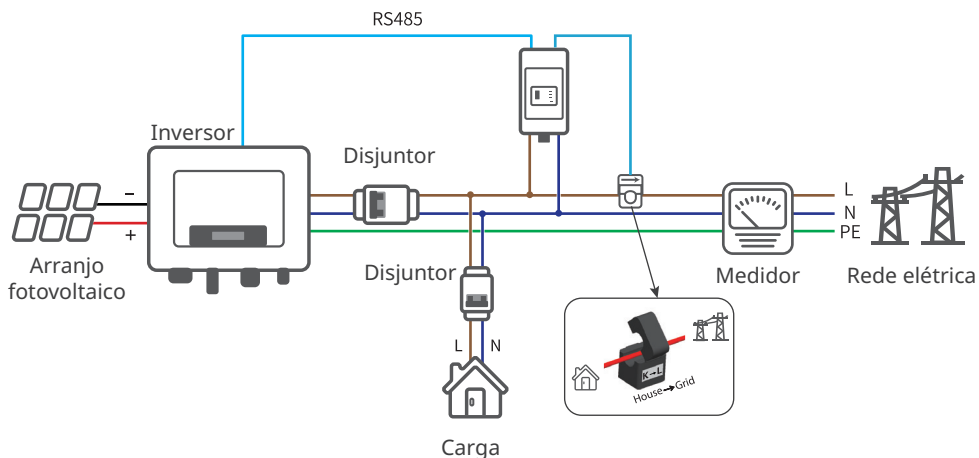 RS485
Inversor
Disjuntor
L
N
PE
Arranjo
fotovoltaico
Disjuntor
Medidor
Rede elétrica
L
N
K→L
House→Grid
Carga